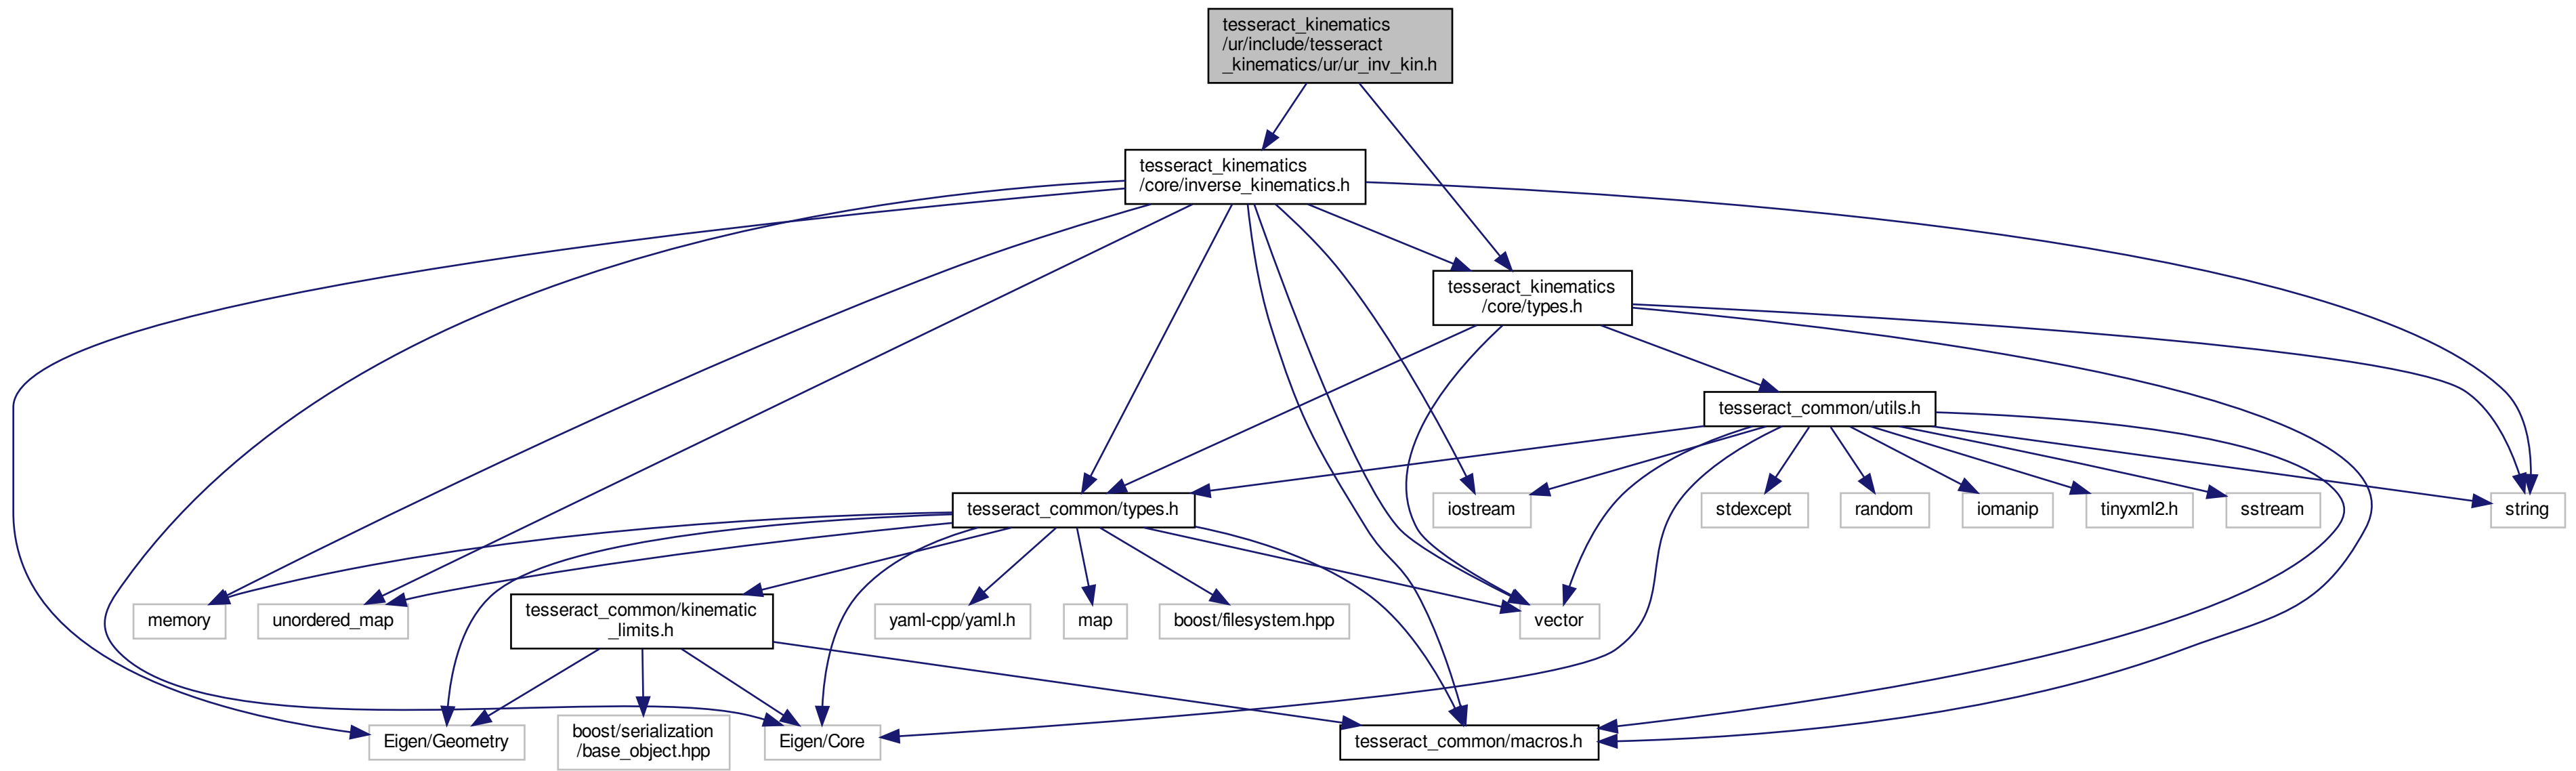 tesseract_kinematics
/ur/include/tesseract
_kinematics/ur/ur_inv_kin.h
tesseract_kinematics
/core/inverse_kinematics.h
tesseract_kinematics
/core/types.h
tesseract_common/utils.h
tesseract_common/types.h
iostream
stdexcept
random
iomanip
tinyxml2.h
sstream
string
memory
unordered_map
tesseract_common/kinematic
_limits.h
yaml-cpp/yaml.h
map
boost/filesystem.hpp
vector
Eigen/Geometry
boost/serialization
/base_object.hpp
Eigen/Core
tesseract_common/macros.h